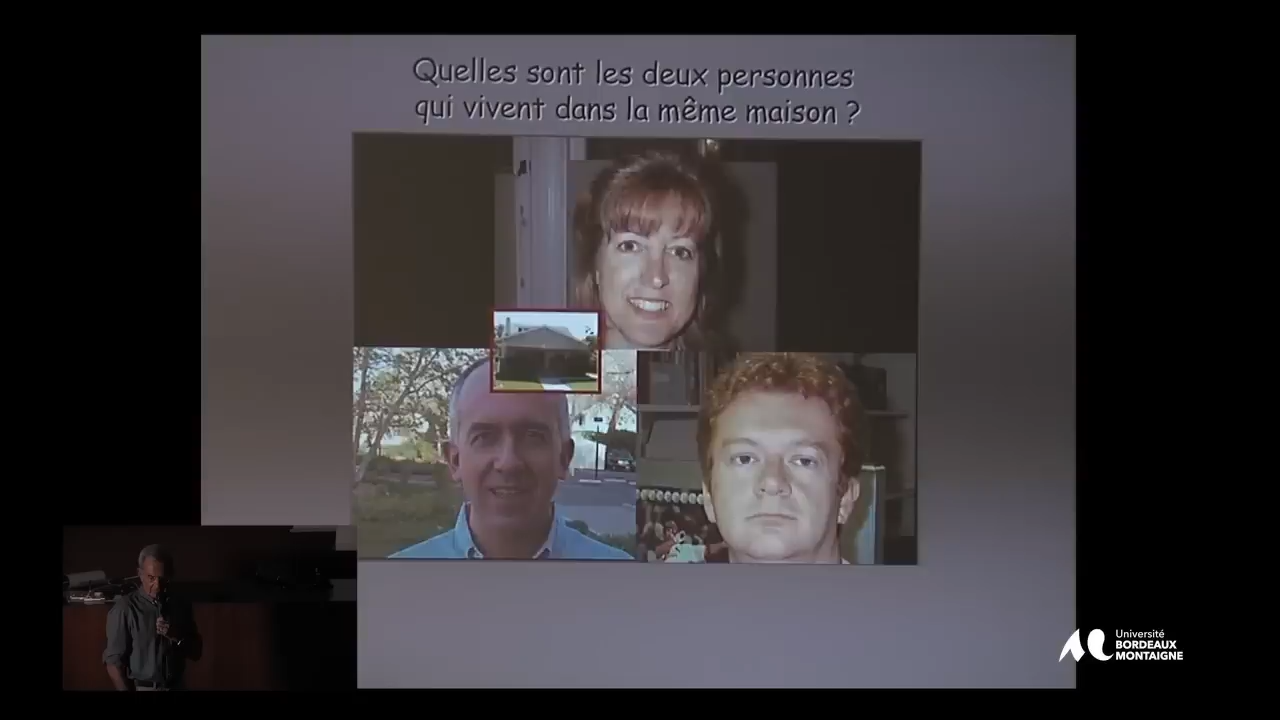 Quelles sont les deux personnes
qui vivent dans la même maison ?
Université
BORDEAUX
MONTAIGNE